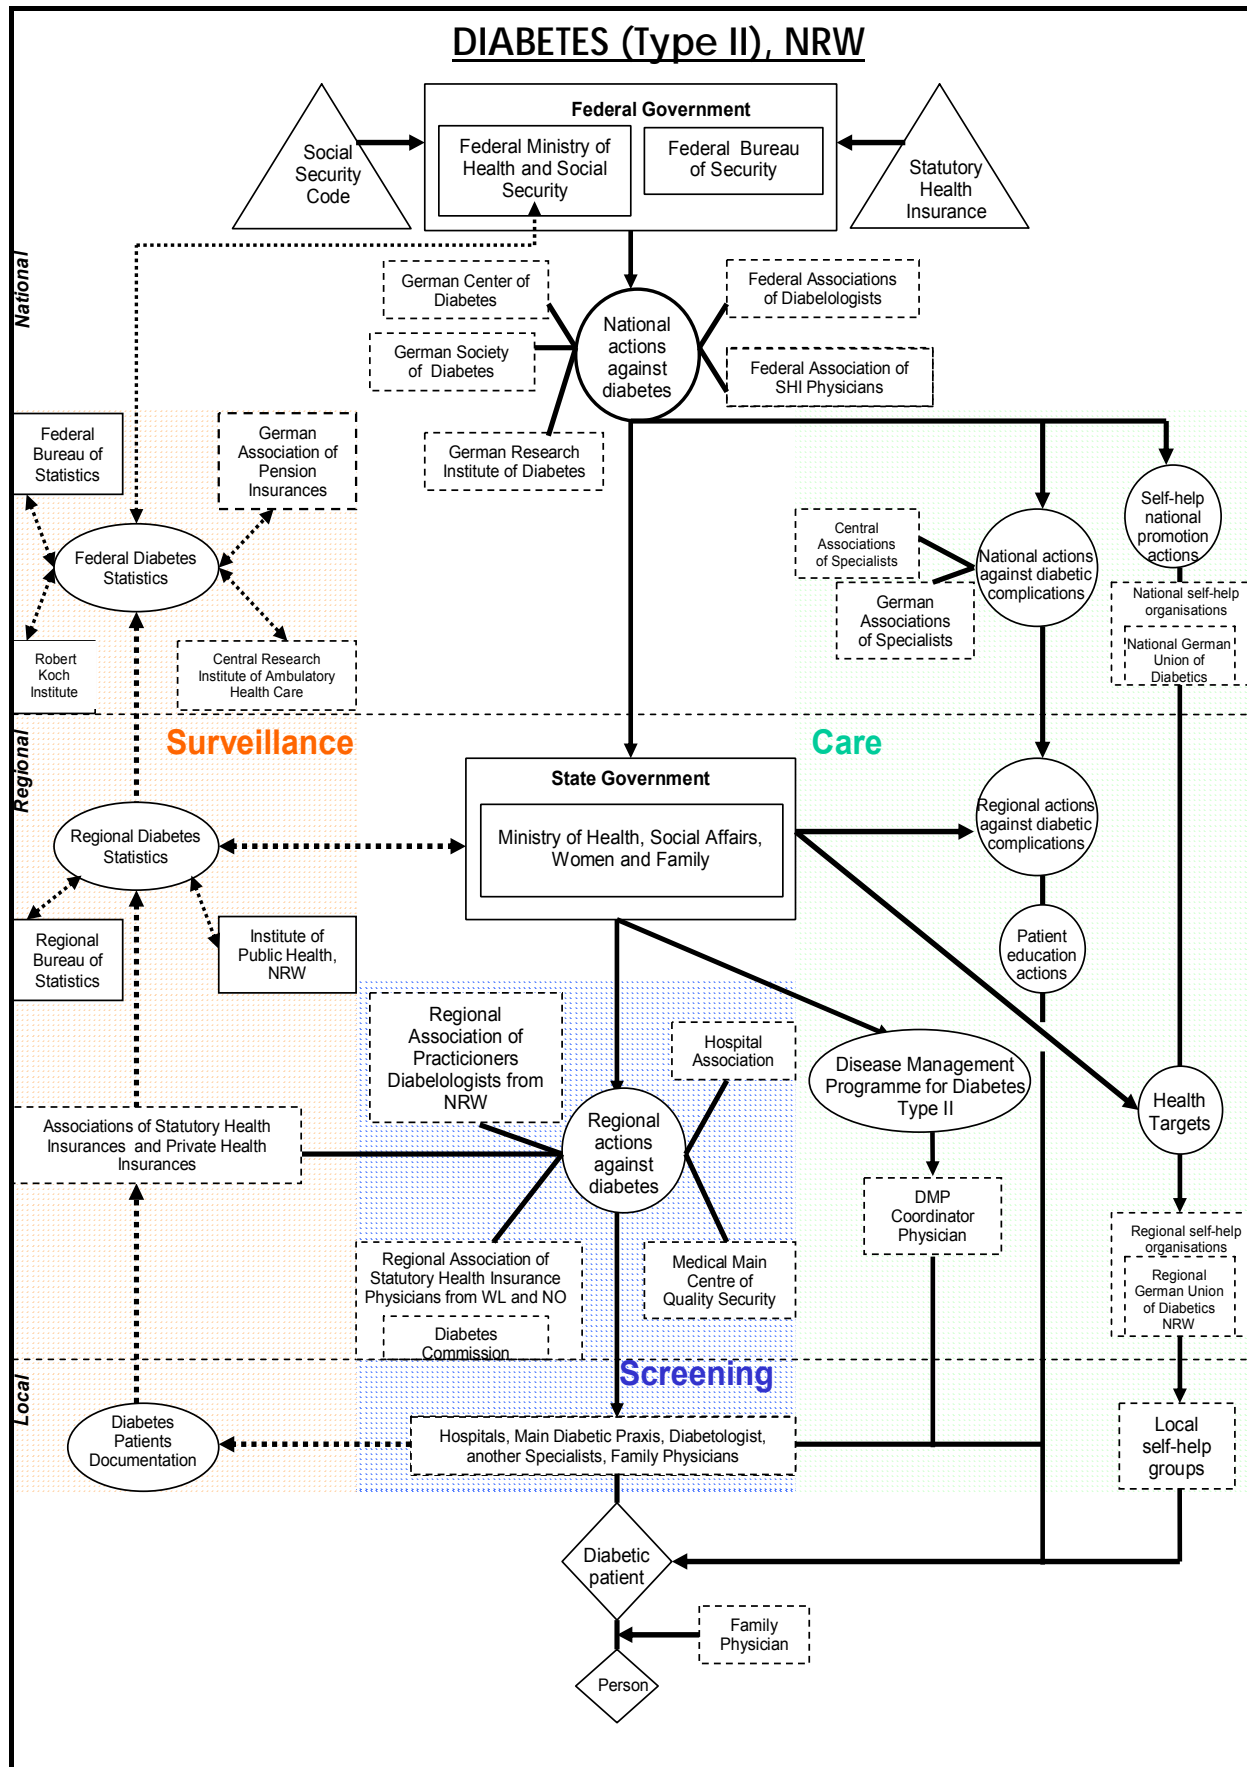 DIABETES (Type II), NRW
Federal Government
Social
Security
Code
Federal Ministry of
Health and Social
Security
Federal Bureau
of Security
Statutory
Health
Insurance
National
German Center of
Diabetes
German Society
of Diabetes
German Research
Institute of Diabetes
National
actions
against
diabetes
Federal Associations
of Diabelologists
Federal Association of
SHI Physicians
Federal
Bureau of
Statistics
German
Association of
Pension
Insurances
Federal Diabetes
Statistics
Robert
Koch
Institute
Central Research
Institute of Ambulatory
Health Care
Central
Associations
of Specialists
German
Associations
of Specialists
National actions
against diabetic
complications
Self-help
national
promotion
actions
National self-help
organisations
National German
Union of
Diabetics
Regional
Surveillance
Care
State Government
Ministry of Health, Social Affairs,
Women and Family
Regional Diabetes
Statistics
Regional
Bureau of
Statistics
Institute of
Public Health,
NRW
Regional actions
against diabetic
complications
Patient
education
actions
Regional
Association of
Practicioners
Diabelologists from
NRW
Hospital
Association
Disease Management
Programme for Diabetes
Type II
Health
Targets
Associations of Statutory Health
Insurances and Private Health
Insurances
Regional
actions
against
diabetes
DMP
Coordinator
Physician
Regional Association of
Statutory Health Insurance
Physicians from WL and NO
Diabetes
Commission
Medical Main
Centre of
Quality Security
Regional self-help
organisations
Regional
German Union
of Diabetics
NRW
Local
Screening
Diabetes
Patients
Documentation
Hospitals, Main Diabetic Praxis, Diabetologist,
another Specialists, Family Physicians
Local
self-help
groups
Diabetic
patient
Family
Physician
Person